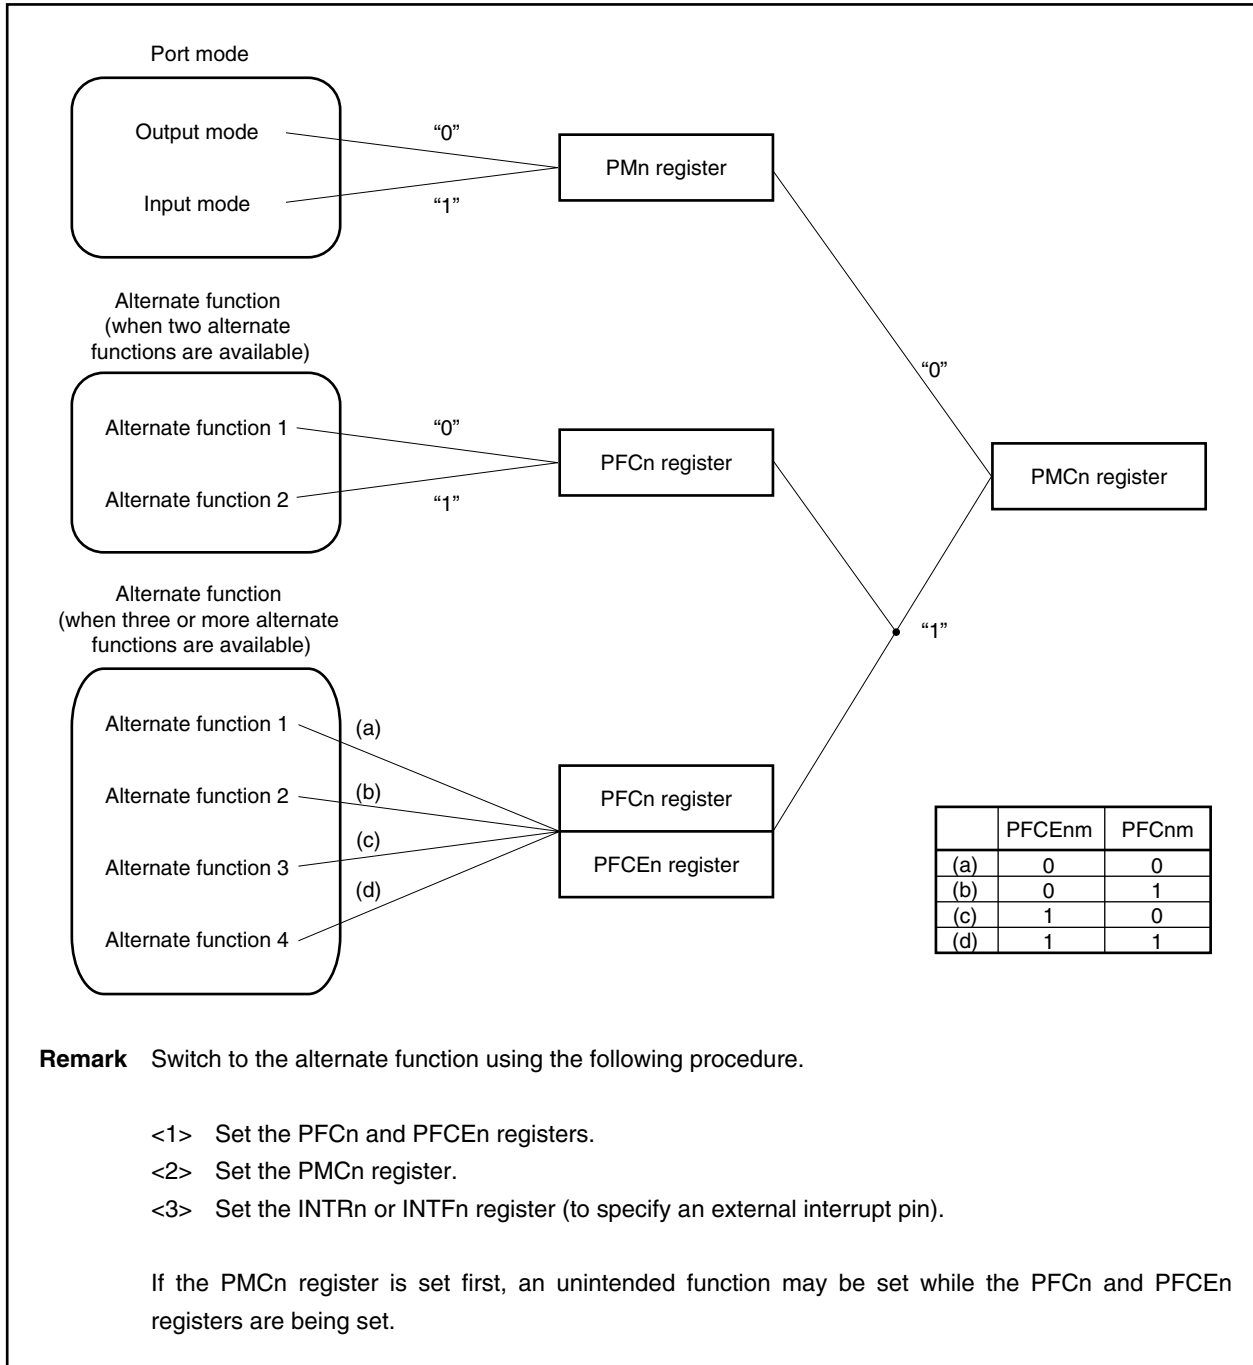 Port mode
Output mode
“0”
PMn register
Input mode
“1”
“0”
Alternate function
(when two alternate
functions are available)
Alternate function 1
“0”
PFCn register
PMCn register
Alternate function 2
“1”
Alternate function
(when three or more alternate
functions are available)
“1”
Alternate function 1
(a)
Alternate function 2
(b)
PFCn register
(c)
Alternate function 3
PFCEn register
(d)
Alternate function 4
PFCEnm PFCnm
(a) 0 0
(b) 0 1
(c) 1 0
(d) 1 1
Remark Switch to the alternate function using the following procedure.
<1> Set the PFCn and PFCEn registers.
<2> Set the PMCn register.
<3> Set the INTRn or INTFn register (to specify an external interrupt pin).
If the PMCn register is set first, an unintended function may be set while the PFCn and PFCEn
registers are being set.